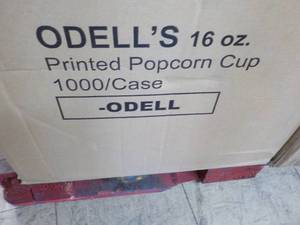 ODELL'S 16 oz.
Printed Popcorn Cup
1000/Case
-ODELL